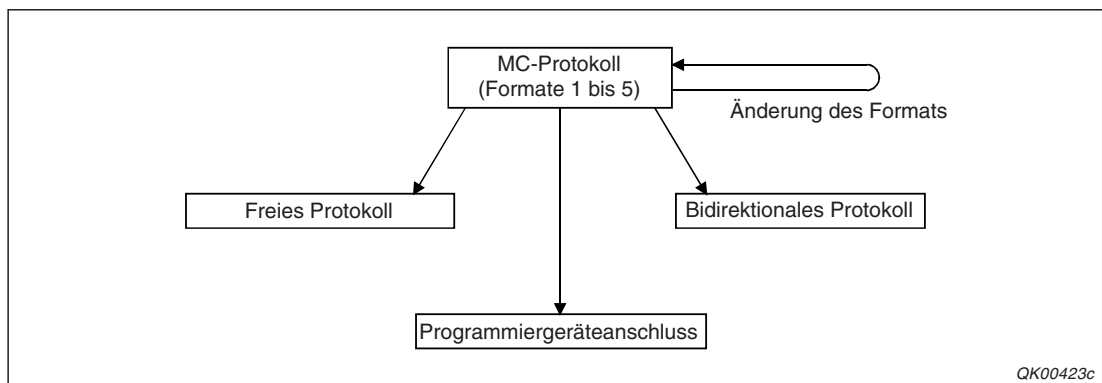 MC-Protokoll
(Formate 1 bis 5)
Änderung des Formats
Freies Protokoll
Bidirektionales Protokoll
Programmiergeräteanschluss
QK00423c